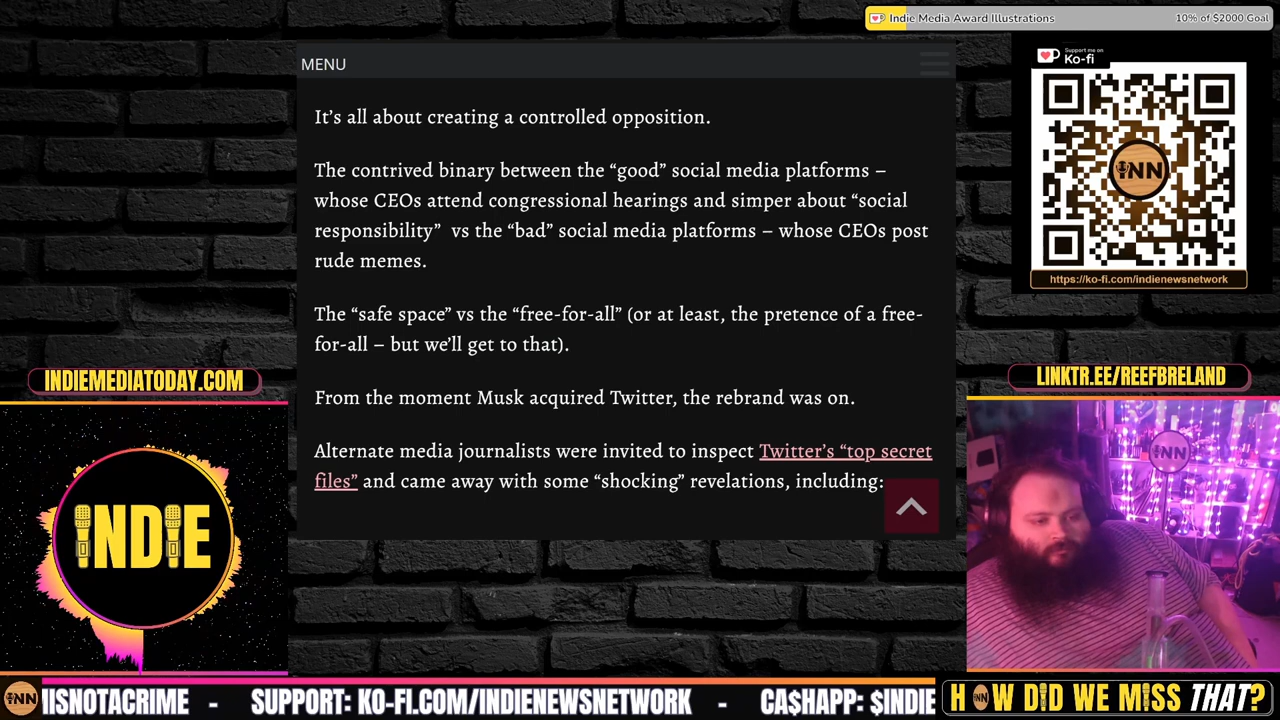 Indie Media Award Illustrations 10% of $2000 Goal
MENU
Support me on
Ko-fi
It’s all about creating a controlled opposition.
The contrived binary between the “good” social media platforms –
whose CEOs attend congressional hearings and simper about “social
responsibility”  vs the “bad” social media platforms – whose CEOs post
rude memes.
The “safe space” vs the “free-for-all” (or at least, the pretence of a free-
for-all – but we’ll get to that).
From the moment Musk acquired Twitter, the rebrand was on.
Alternate media journalists were invited to inspect Twitter’s “top secret
files” and came away with some “shocking” revelations, including:
iNN
https://ko-fi.com/indienewsnetwork
INDIEMEDIATODAY.COM
LINKTR.EE/REEFBRELAND
INDIE
iNN
iNN
ISNOTACRIME - SUPPORT: KO-FI.COM/INDIENEWSNETWORK - CA$HAPP: $INDIE
HOW DID WE MISS THAT?